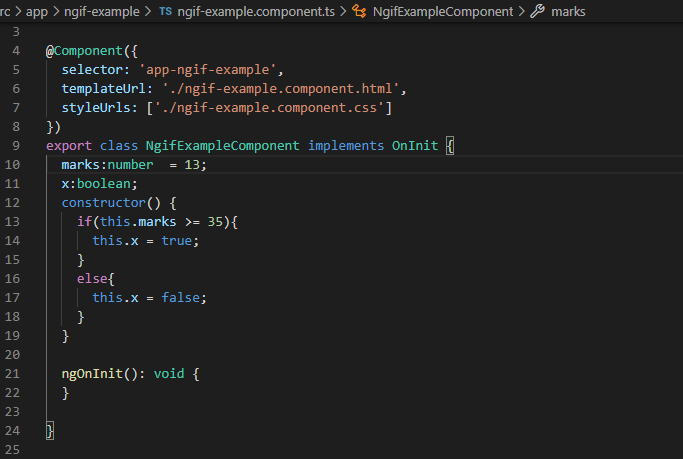 rc > app > ngif-example > TS ngif-example.component.ts > NgifExampleComponent > marks
3
4 @Component({
5   selector: 'app-ngif-example',
6   templateUrl: './ngif-example.component.html',
7   styleUrls: ['./ngif-example.component.css']
8 })
9 export class NgifExampleComponent implements OnInit {
10   marks:number  = 13;
11   x:boolean;
12   constructor() {
13     if(this.marks >= 35){
14       this.x = true;
15     }
16     else{
17       this.x = false;
18     }
19   }
20
21   ngOnInit(): void {
22   }
23
24 }
25